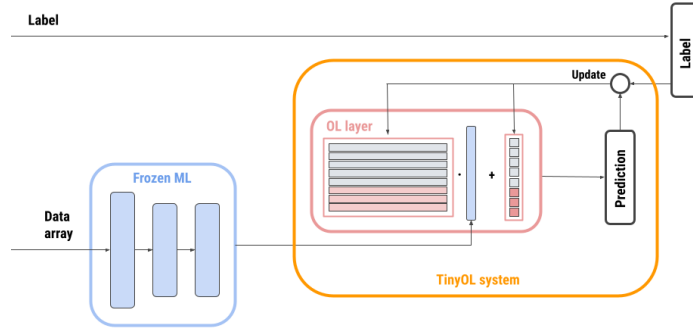 Label
Label
Update
OL layer
·
+
Frozen ML
Prediction
Data
array
TinyOL system